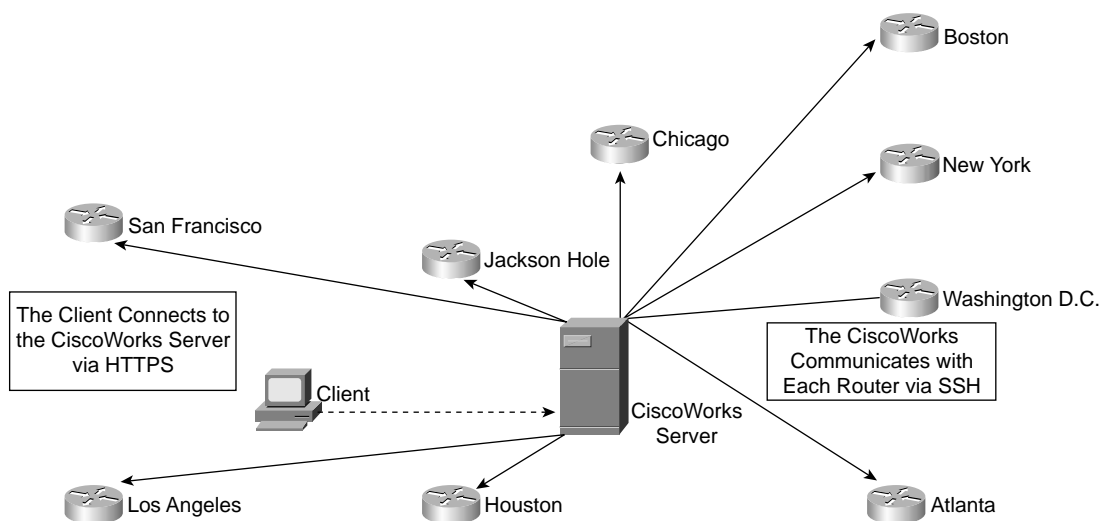 Boston
Chicago
New York
San Francisco
Jackson Hole
Washington D.C.
The Client Connects to
the CiscoWorks Server
via HTTPS
The CiscoWorks
Communicates with
Each Router via SSH
Client
CiscoWorks
Server
Los Angeles
Houston
Atlanta